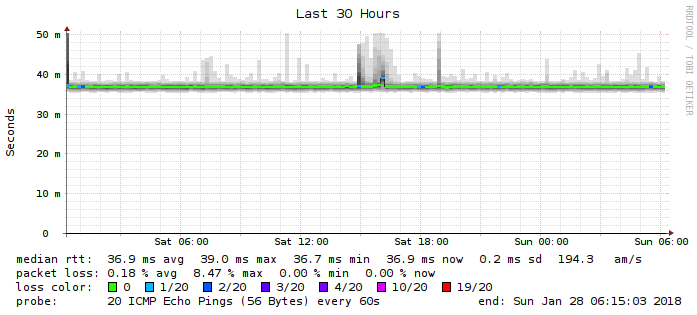 Last 30 Hours
RRDTOOL / TOBI OETIKER
50 m
40 m
30 m
20 m
10 m
0
Seconds
Sat 06:00 Sat 12:00 Sat 18:00 Sun 00:00 Sun 06:00
median rtt: 36.9 ms avg 39.0 ms max 36.7 ms min 36.9 ms now 0.2 ms sd 194.3 am/s
packet loss: 0.18 % avg 8.47 % max 0.00 % min 0.00 % now
loss color: 0 1/20 2/20 3/20 4/20 10/20 19/20
probe: 20 ICMP Echo Pings (56 Bytes) every 60s end: Sun Jan 28 06:15:03 2018